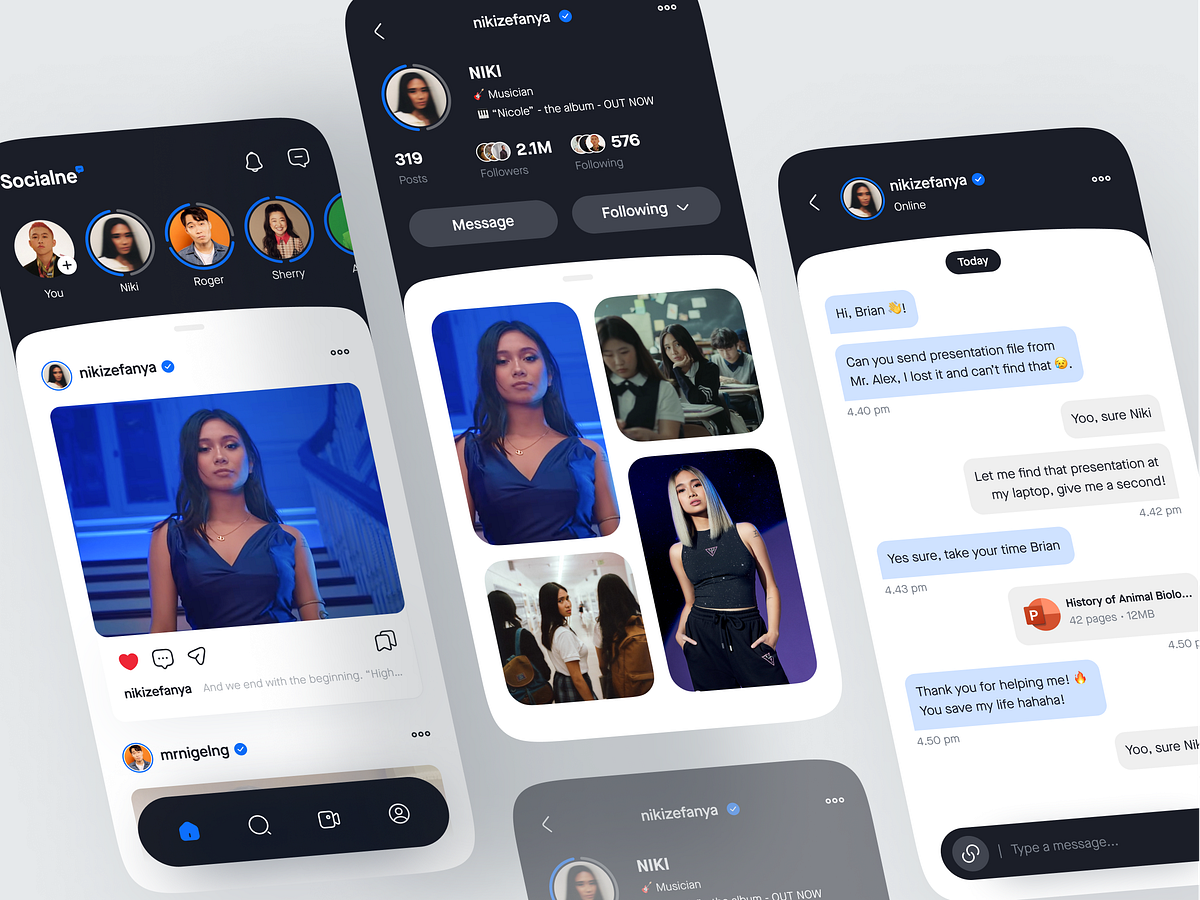 Socialne
You
Niki
Roger
Sherry
nikizefanya
nikizefanya And we end with the beginning. “High...
mrnigelng
nikizefanya
NIKI
🎸 Musician
🎹 “Nicole” - the album - OUT NOW
319
Posts
2.1M
Followers
576
Following
Message
Following
nikizefanya
NIKI
🎸 Musician
the album - OUT NOW
nikizefanya
Online
Today
Hi, Brian 👋!
Can you send presentation file from
Mr. Alex, I lost it and can't find that 😥.
4.40 pm
Yoo, sure Niki
Let me find that presentation at
my laptop, give me a second!
4.42 pm
Yes sure, take your time Brian
4.43 pm
P
History of Animal Biolo...
42 pages · 12MB
4.50
Thank you for helping me! 🔥
You save my life hahaha!
4.50 pm
Yoo, sure Nik
Type a message...